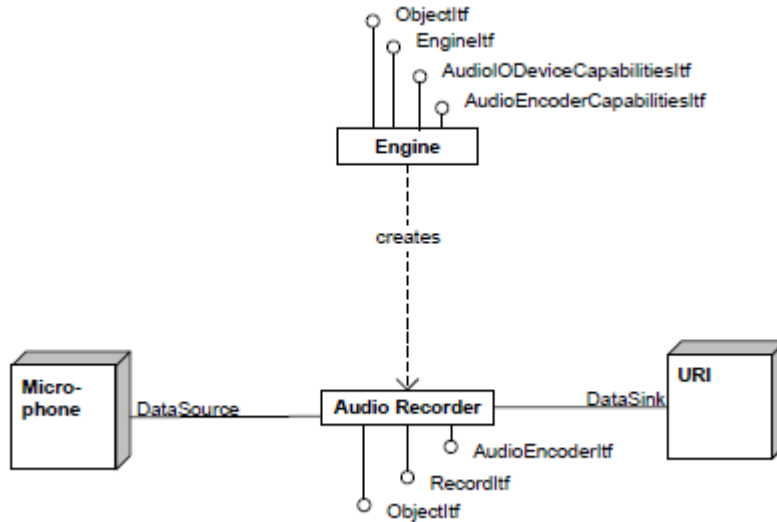 ObjectItf
EngineItf
AudioIODeviceCapabilitiesItf
AudioEncoderCapabilitiesItf
Engine
creates
Micro-
phone
DataSource
Audio Recorder
DataSink
URI
AudioEncoderItf
RecordItf
ObjectItf